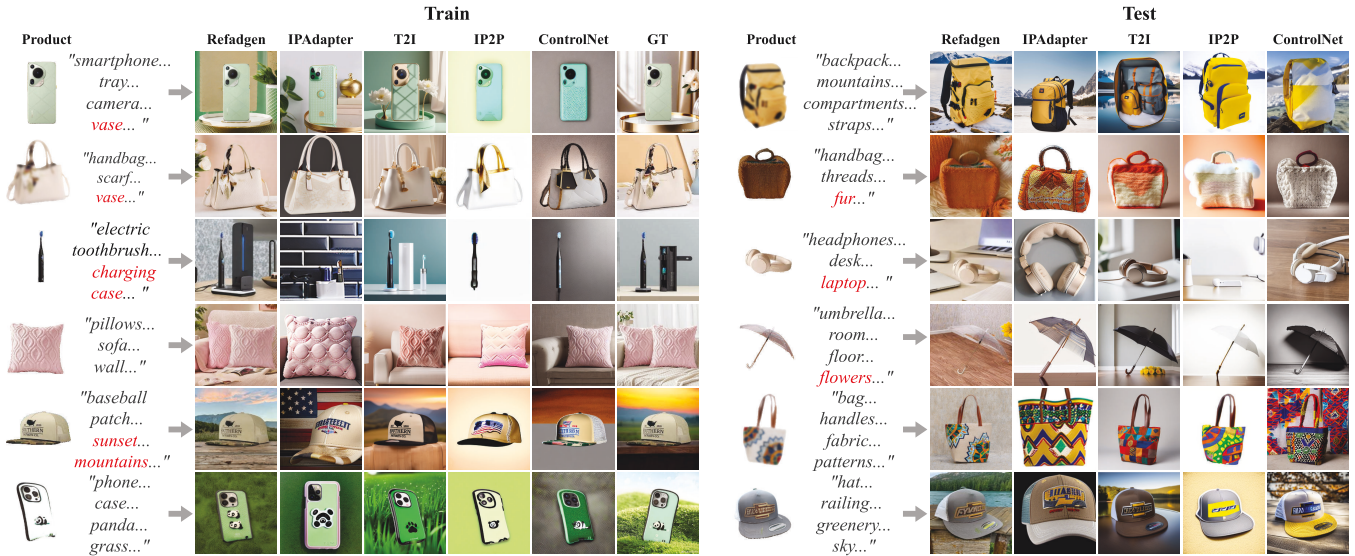 Train
Product
Refadgen IPAdapter T2I IP2P ControlNet GT
"smartphone...
tray...
camera...
vase... "
"handbag...
scarf...
vase... "
"electric
toothbrush...
charging
case... "
"pillows...
sofa...
wall..."
"baseball
patch...
sunset...
mountains..."
"phone...
case...
panda
grass..."
Test
Product
Refadgen IPAdapter T2I IP2P ControlNet
"backpack...
mountains...
compartments...
straps..."
"handbag...
threads...
fur..."
"headphones...
desk...
laptop... "
"umbrella...
room...
floor...
flowers..."
"bag...
handles...
fabric...
patterns..."
"hat...
railing...
greenery...
sky..."